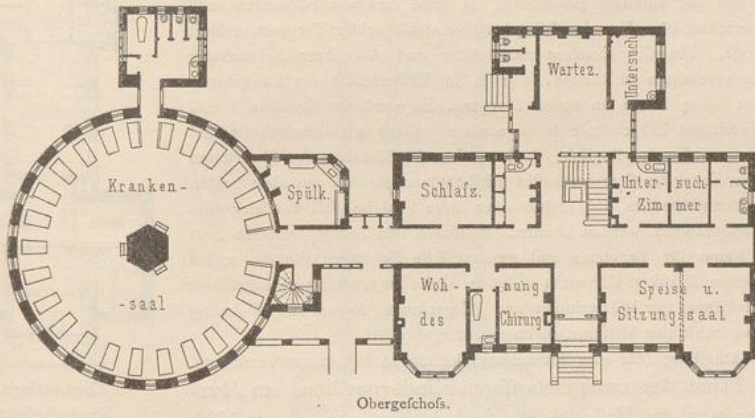 Wartez.
Untersuch
Kranken-
Spülk.
Schlafz.
Unter-
such-
Zim
mer
-saal
Woh-
nung
des
Chirurg
Speise u.
Sitzungssaal
Obergeſchoſs.